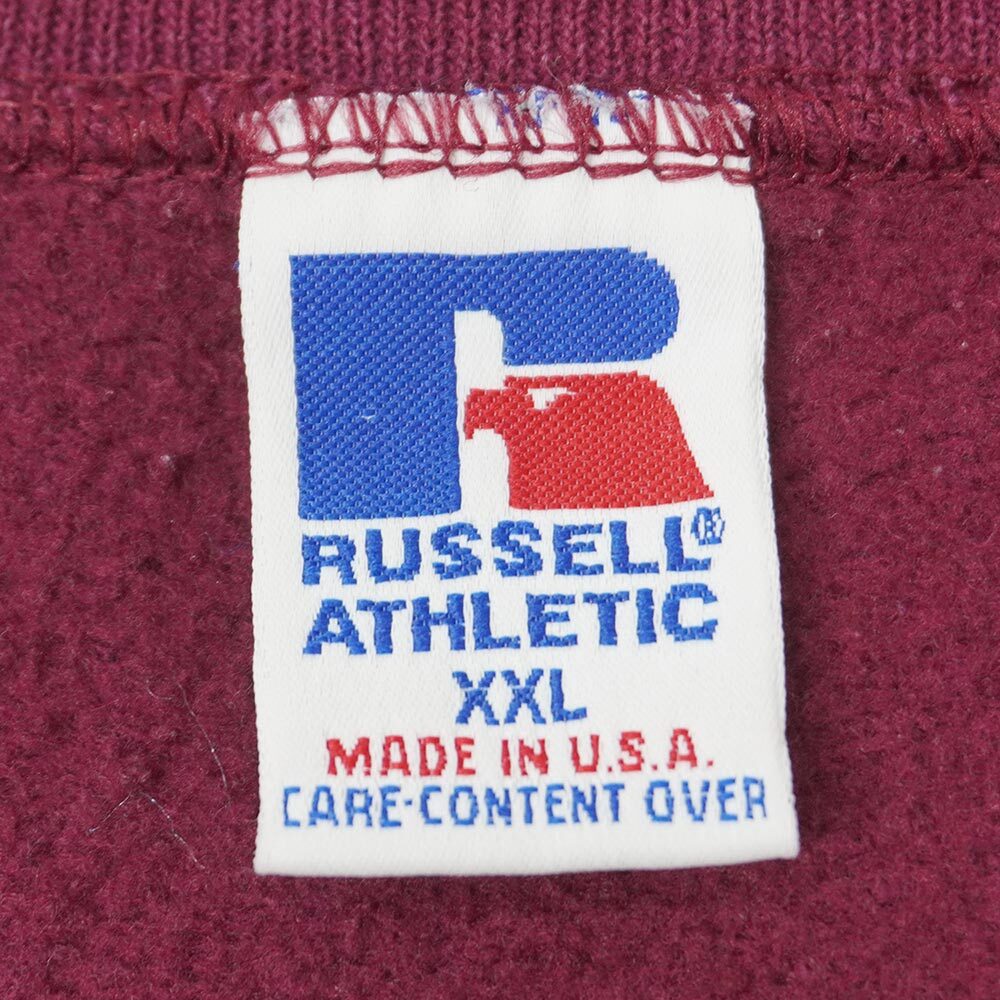 RUSSELL®
ATHLETIC
XXL
MADE IN U.S.A.
CARE-CONTENT OVER